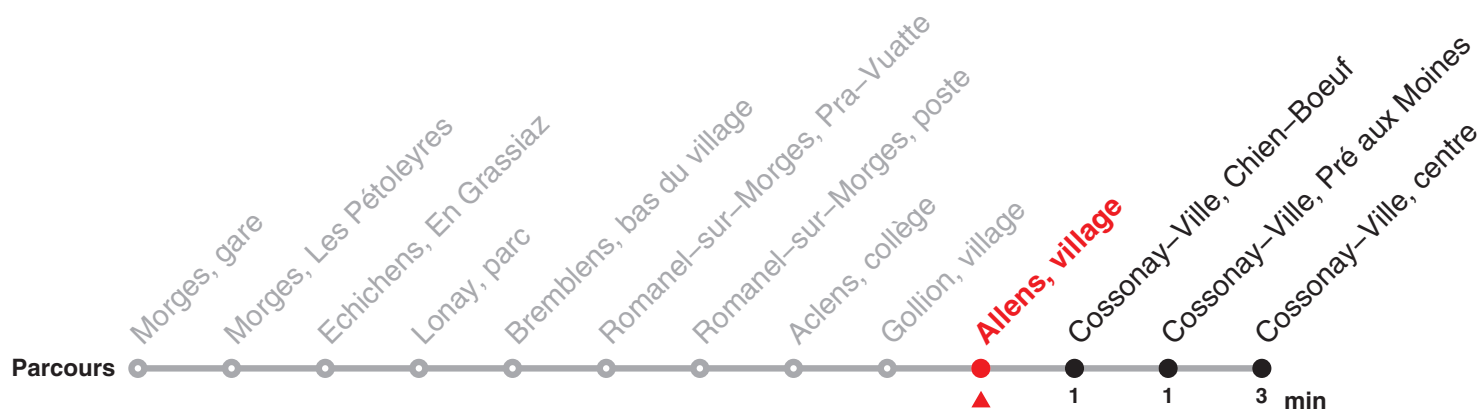 Morges, gare
Morges, Les Pétoleyres
Echichens, En Grassiaz
Lonay, parc
Bremblens, bas du village
Romanel–sur–Morges, Pra–Vuatte
Romanel–sur–Morges, poste
Aclens, collège
Gollion, village
Allens, village
Cossonay–Ville, Chien–Boeuf
Cossonay–Ville, Pré aux Moines
Cossonay–Ville, centre
Parcours
1 1 3 min